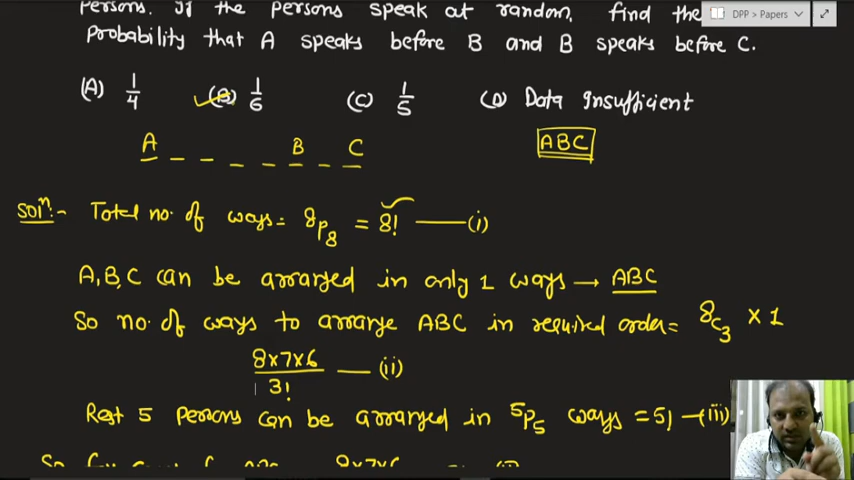 persons. If the persons speak at random, find the
DPP > Papers
Probability that A speaks before B and B speaks before C.
(A) 1/4 (B) 1/6 (C) 1/5 (D) Data Insufficient
A _ _ _ _ B _ C
ABC
Solⁿ:- Total no. of ways = 8p₈ = 8! —— (i)
A,B,C can be arranged in only 1 ways → ABC
So no. of ways to arrange ABC in required order = 8c₃ × 1
8×7×6/3! — (ii)
Rest 5 persons can be arranged in ⁵P₅ ways = 5! — (iii)